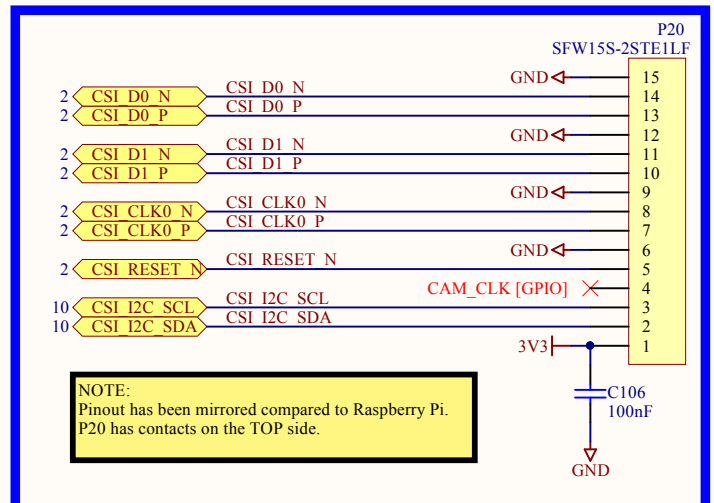 P20
SFW15S-2STE1LF
GND 15
2 CSI_D0_N CSI_D0_N 14
2 CSI_D0_P CSI_D0_P 13
GND 12
2 CSI_D1_N CSI_D1_N 11
2 CSI_D1_P CSI_D1_P 10
GND 9
2 CSI_CLK0_N CSI_CLK0_N 8
2 CSI_CLK0_P CSI_CLK0_P 7
GND 6
2 CSI_RESET_N CSI_RESET_N 5
CAM_CLK [GPIO] 4
10 CSI_I2C_SCL CSI_I2C_SCL 3
10 CSI_I2C_SDA CSI_I2C_SDA 2
3V3 1
C106
100nF
GND
NOTE:
Pinout has been mirrored compared to Raspberry Pi.
P20 has contacts on the TOP side.